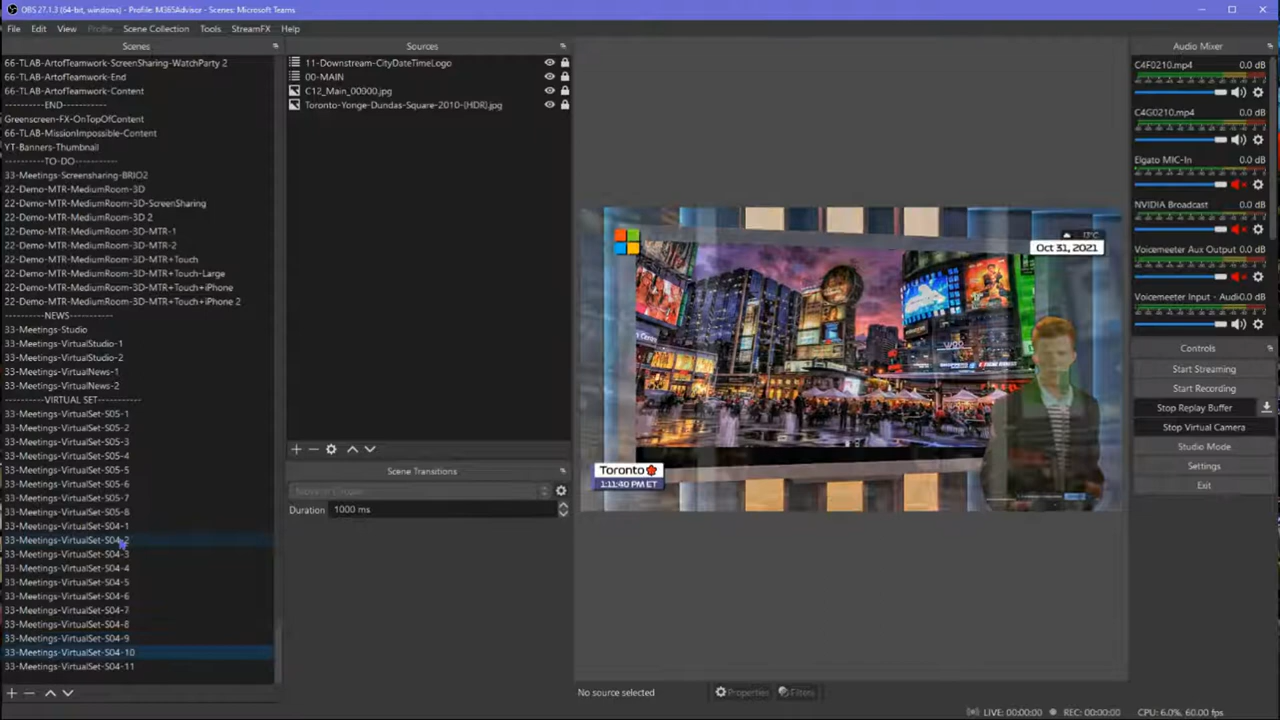 OBS 27.1.3 (64-bit, windows) - Profile: M365Advisor - Scenes: Microsoft Teams
File Edit View Profile Scene Collection Tools StreamFX Help
Scenes
66-TLAB-ArtofTeamwork-ScreenSharing-WatchParty 2
66-TLAB-ArtofTeamwork-End
66-TLAB-ArtofTeamwork-Content
----------END----------
Greenscreen-FX-OnTopOfContent
66-TLAB-MissionImpossible-Content
YT-Banners-Thumbnail
----------TO-DO----------
33-Meetings-Screensharing-BRIO2
22-Demo-MTR-MediumRoom-3D
22-Demo-MTR-MediumRoom-3D-ScreenSharing
22-Demo-MTR-MediumRoom-3D 2
22-Demo-MTR-MediumRoom-3D-MTR-1
22-Demo-MTR-MediumRoom-3D-MTR-2
22-Demo-MTR-MediumRoom-3D-MTR+Touch
22-Demo-MTR-MediumRoom-3D-MTR+Touch-Large
22-Demo-MTR-MediumRoom-3D-MTR+Touch+iPhone
22-Demo-MTR-MediumRoom-3D-MTR+Touch+iPhone 2
----------NEWS----------
33-Meetings-Studio
33-Meetings-VirtualStudio-1
33-Meetings-VirtualStudio-2
33-Meetings-VirtualNews-1
33-Meetings-VirtualNews-2
----------VIRTUAL SET----------
33-Meetings-VirtualSet-S05-1
33-Meetings-VirtualSet-S05-2
33-Meetings-VirtualSet-S05-3
33-Meetings-VirtualSet-S05-4
33-Meetings-VirtualSet-S05-5
33-Meetings-VirtualSet-S05-6
33-Meetings-VirtualSet-S05-7
33-Meetings-VirtualSet-S05-8
33-Meetings-VirtualSet-S04-1
33-Meetings-VirtualSet-S04-2
33-Meetings-VirtualSet-S04-3
33-Meetings-VirtualSet-S04-4
33-Meetings-VirtualSet-S04-5
33-Meetings-VirtualSet-S04-6
33-Meetings-VirtualSet-S04-7
33-Meetings-VirtualSet-S04-8
33-Meetings-VirtualSet-S04-9
33-Meetings-VirtualSet-S04-10
33-Meetings-VirtualSet-S04-11
Sources
11-Downstream-CityDateTimeLogo
00-MAIN
C12_Main_00900.jpg
Toronto-Yonge-Dundas-Square-2010-[HDR].jpg
Scene Transitions
Duration 1000 ms
17°C
Oct 31, 2021
Toronto
1:11:40 PM ET
No source selected
Properties Filters
Audio Mixer
C4F0210.mp4 0.0 dB
C4G0210.mp4 0.0 dB
Elgato MIC-In 0.0 dB
NVIDIA Broadcast 0.0 dB
Voicemeeter Aux Output 0.0 dB
Voicemeeter Input - Audi 0.0 dB
Controls
Start Streaming
Start Recording
Stop Replay Buffer
Stop Virtual Camera
Studio Mode
Settings
Exit
LIVE: 00:00:00 REC: 00:00:00 CPU: 6.0%, 60.00 fps